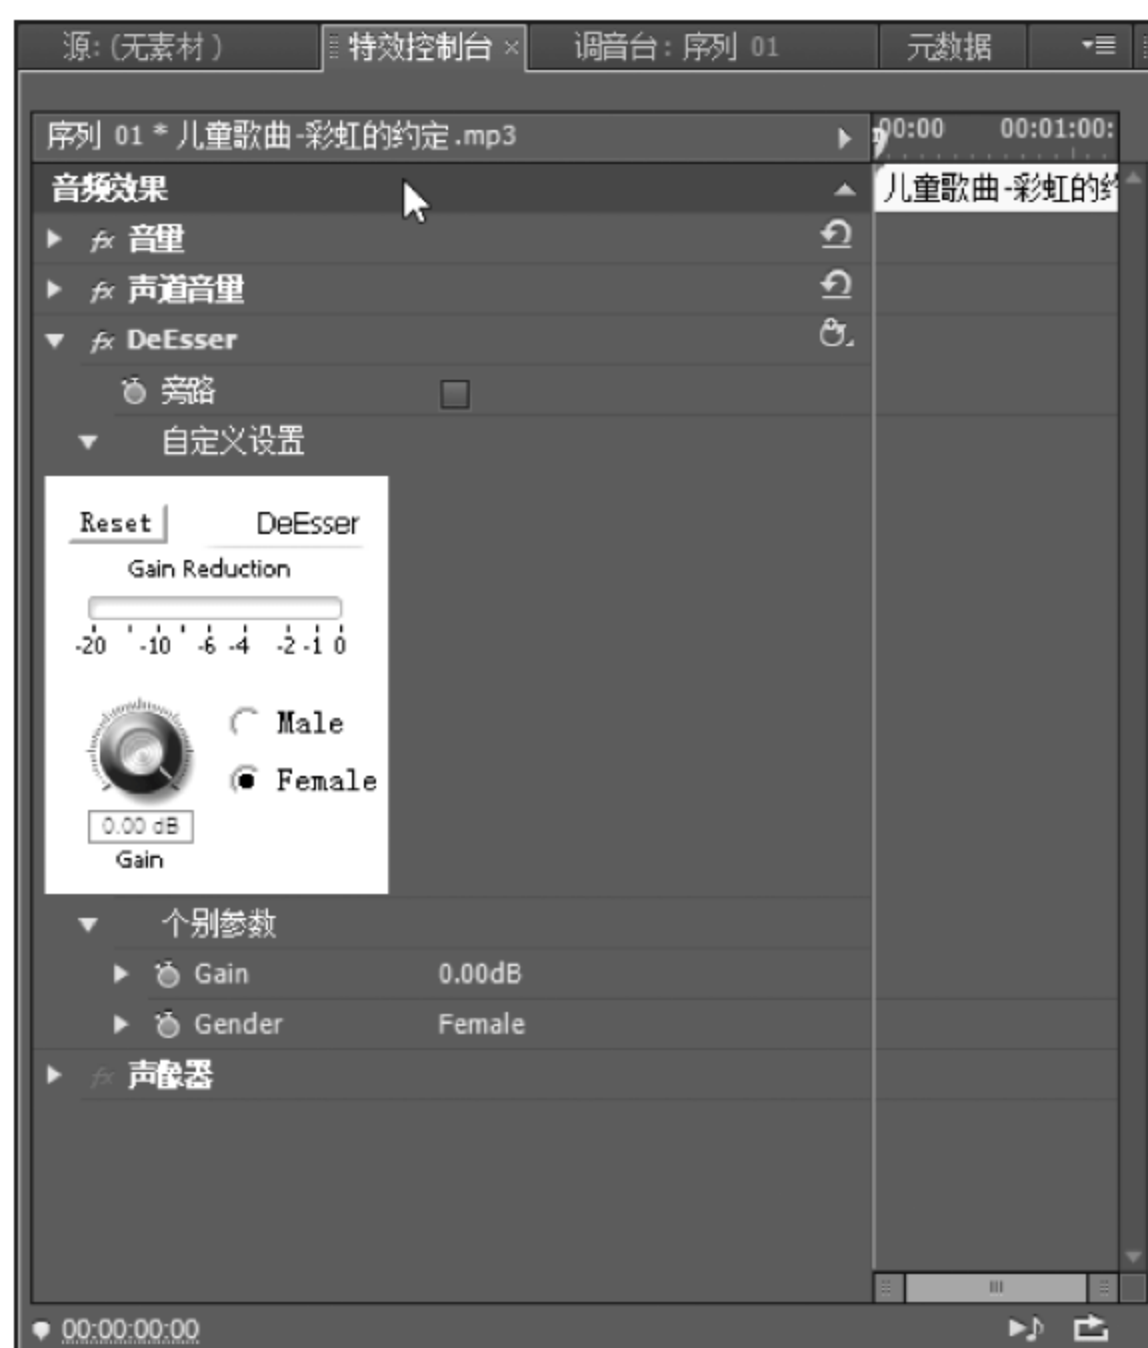 源: (无素材) 特效控制台 × 调音台: 序列 01 元数据
序列 01 * 儿童歌曲-彩虹的约定.mp3 00:00 00:01:00:
音频效果 儿童歌曲-彩虹的约
fx 音量
fx 声道音量
fx DeEsser
旁路
自定义设置
Reset DeEsser
Gain Reduction
-20 -10 -6 -4 -2 -1 0
Male
Female
0.00 dB
Gain
个别参数
Gain 0.00dB
Gender Female
fx 声像器
00:00:00:00